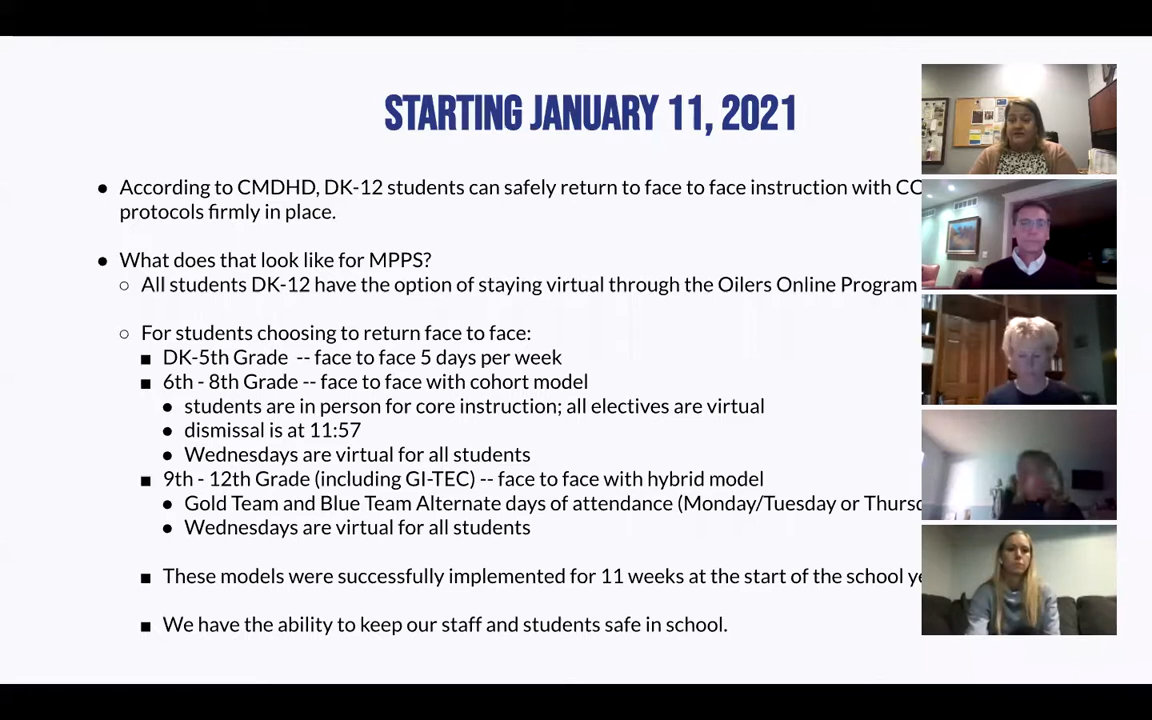 STARTING JANUARY 11, 2021
● According to CMDHD, DK-12 students can safely return to face to face instruction with
protocols firmly in place.
● What does that look like for MPPS?
○ All students DK-12 have the option of staying virtual through the Oilers Online Program
○ For students choosing to return face to face:
■ DK-5th Grade -- face to face 5 days per week
■ 6th - 8th Grade -- face to face with cohort model
● students are in person for core instruction; all electives are virtual
● dismissal is at 11:57
● Wednesdays are virtual for all students
■ 9th - 12th Grade (including GI-TEC) -- face to face with hybrid model
● Gold Team and Blue Team Alternate days of attendance (Monday/Tuesday or
● Wednesdays are virtual for all students
■ These models were successfully implemented for 11 weeks at the start of the school
■ We have the ability to keep our staff and students safe in school.